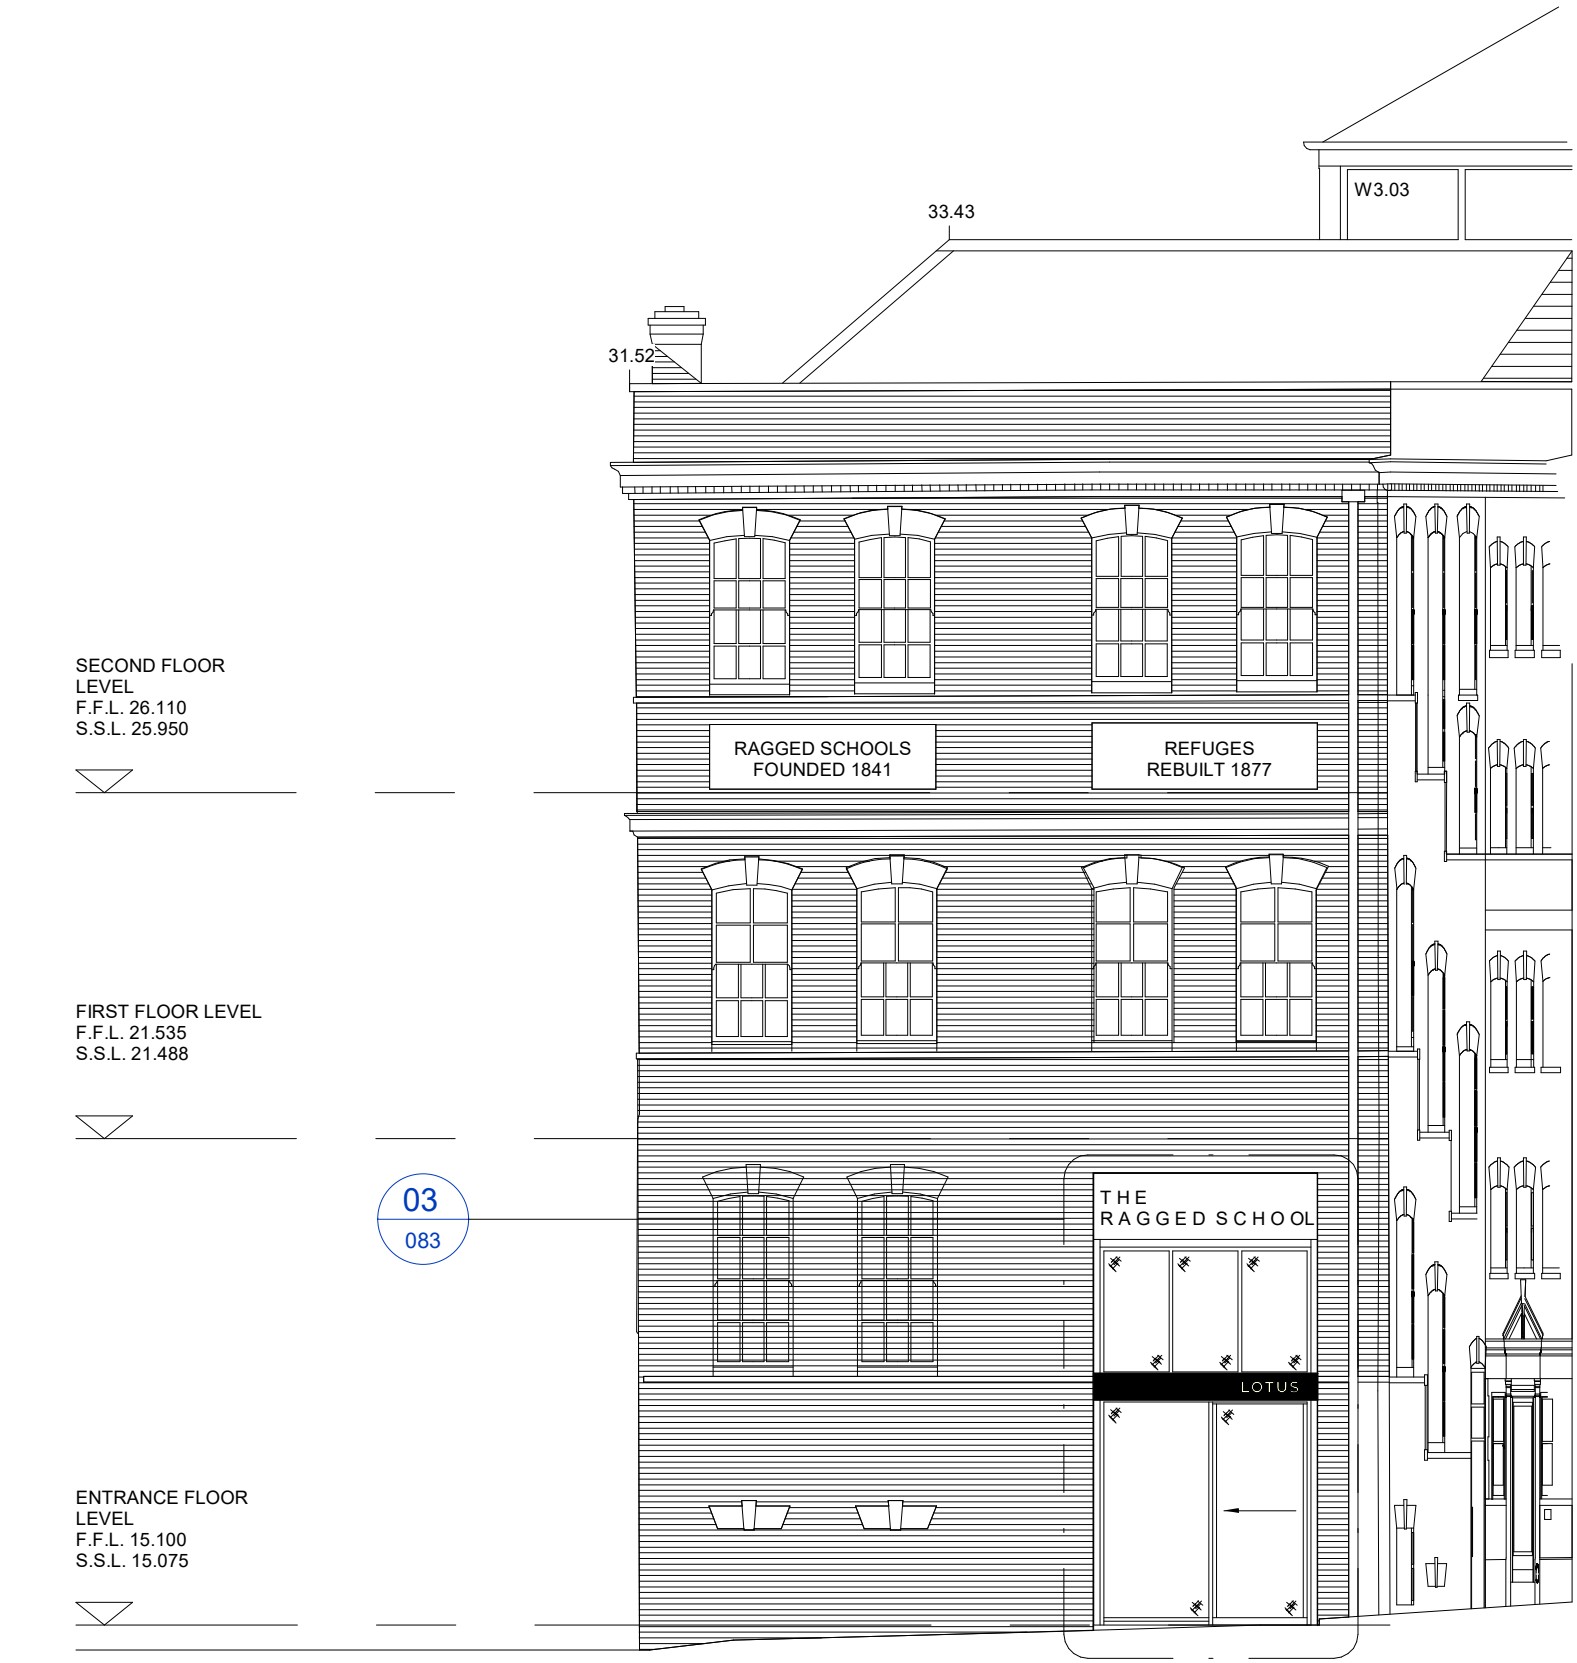 W3.03
33.43
31.52
SECOND FLOOR
LEVEL
F.F.L. 26.110
S.S.L. 25.950
RAGGED SCHOOLS
FOUNDED 1841
REFUGES
REBUILT 1877
FIRST FLOOR LEVEL
F.F.L. 21.535
S.S.L. 21.488
03
083
THE
RAGGED SCHOOL
LOTUS
ENTRANCE FLOOR
LEVEL
F.F.L. 15.100
S.S.L. 15.075